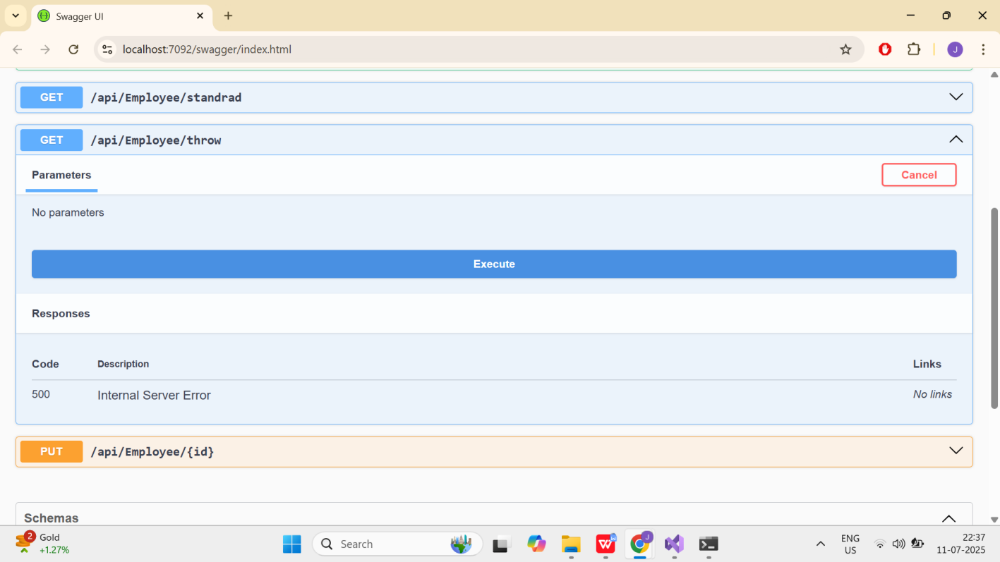 Swagger UI
localhost:7092/swagger/index.html
J
GET /api/Employee/standrad
GET /api/Employee/throw
Parameters
Cancel
No parameters
Execute
Responses
Code Description Links
500 Internal Server Error No links
PUT /api/Employee/{id}
Schemas
2
Gold
+1.27%
Search
W
J
ENG
US
22:37
11-07-2025